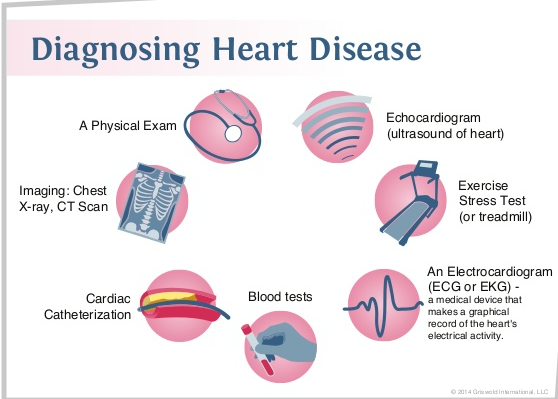 Diagnosing Heart Disease
A Physical Exam
Echocardiogram
(ultrasound of heart)
Imaging: Chest
X-ray, CT Scan
Exercise
Stress Test
(or treadmill)
Cardiac
Catheterization
Blood tests
An Electrocardiogram
(ECG or EKG) -
a medical device that
makes a graphical
record of the heart's
electrical activity.
© 2014 Griswold International, LLC